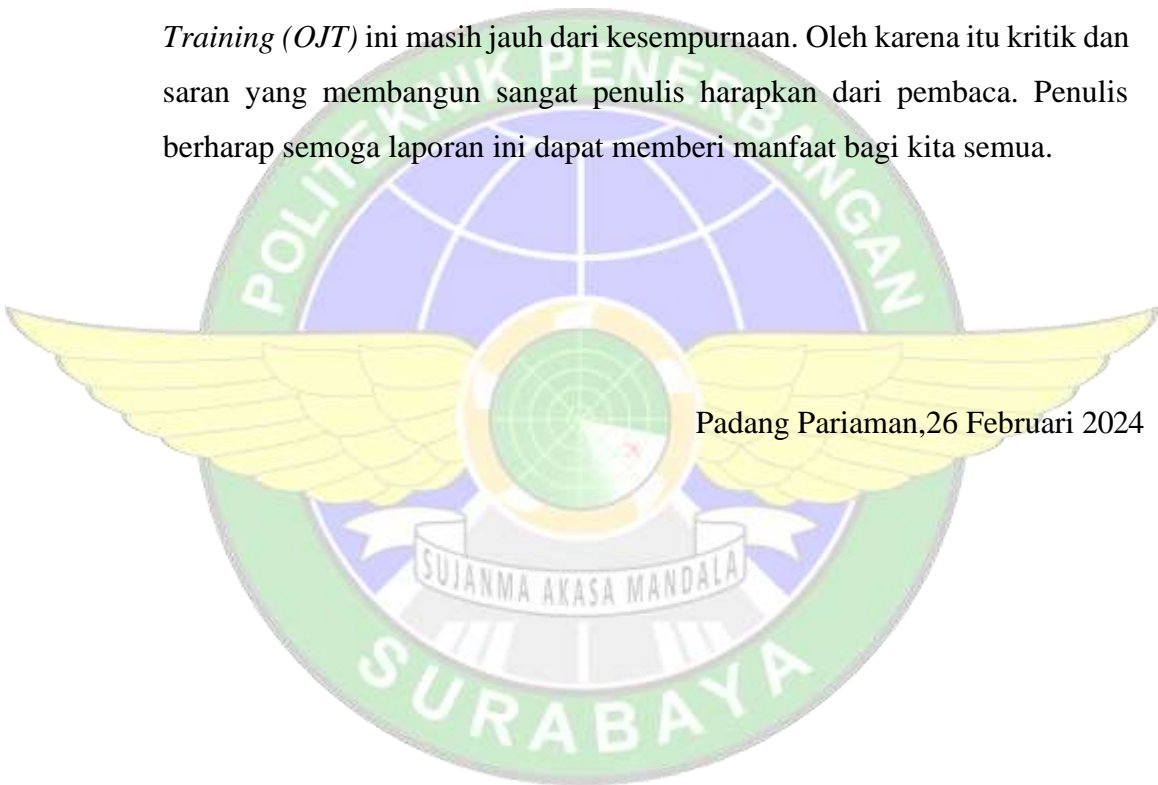 Training (OJT) ini masih jauh dari kesempurnaan. Oleh karena itu kritik dan
saran yang membangun sangat penulis harapkan dari pembaca. Penulis
berharap semoga laporan ini dapat memberi manfaat bagi kita semua.
POLITEKNIK PENERBANGAN
Padang Pariaman,26 Februari 2024
SUJANMA AKASA MANDALA
SURABAYA